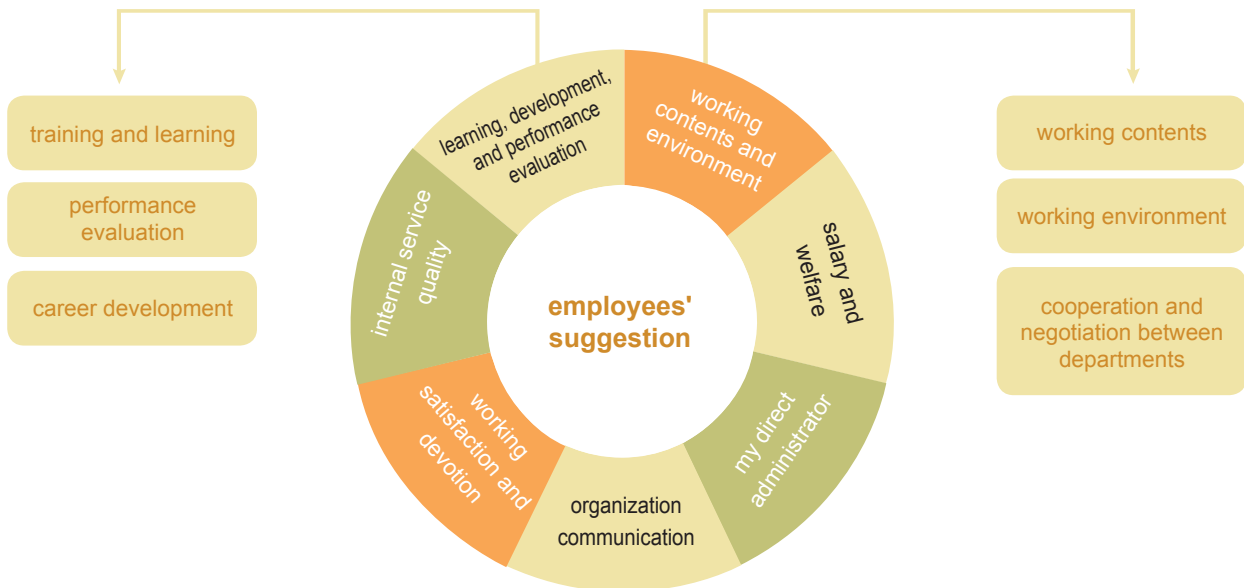 training and learning
performance
evaluation
career development
learning, development,
and performance
evaluation
working
contents and
environment
salary and
welfare
my direct
administrator
organization
communication
working
satisfaction and
devotion
internal service
quality
employees'
suggestion
working contents
working environment
cooperation and
negotiation between
departments